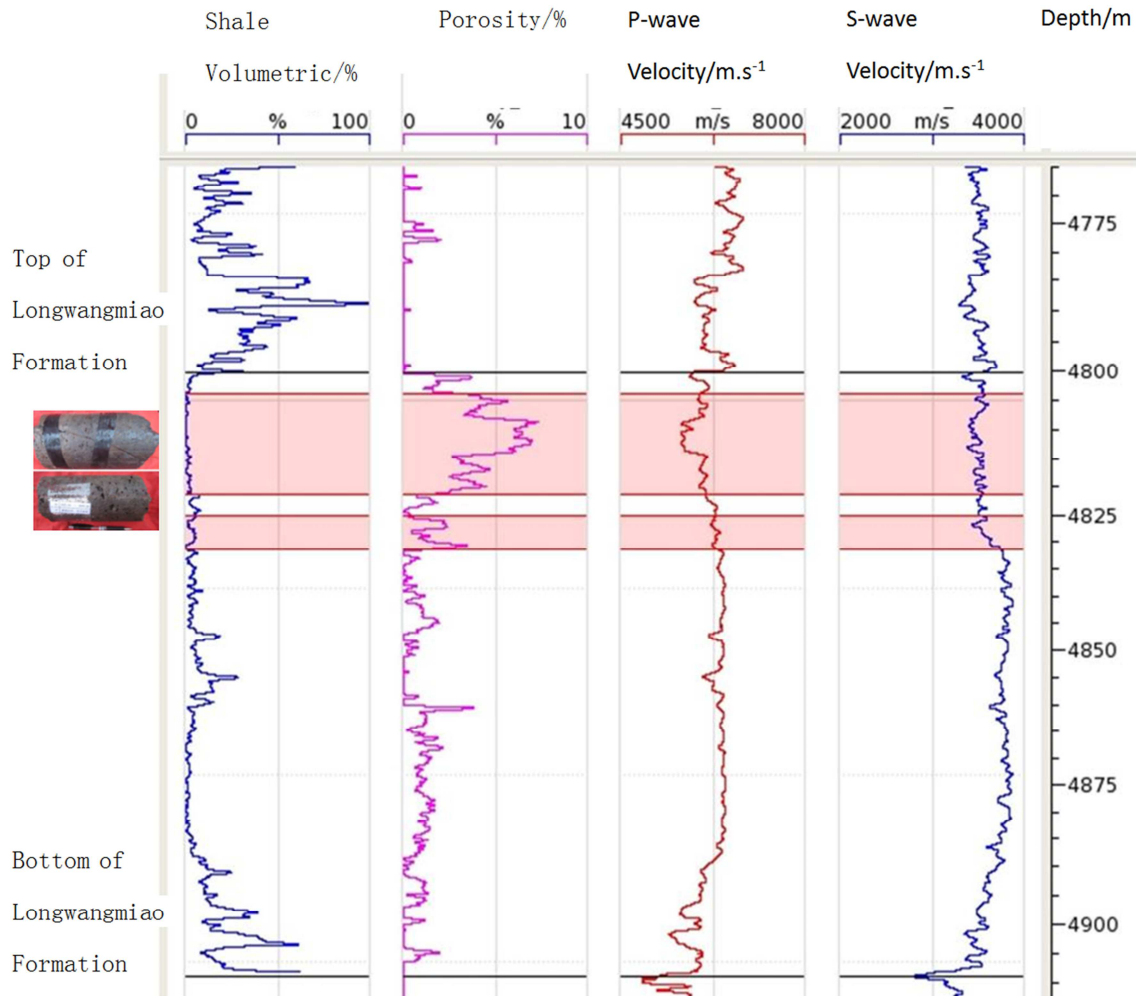 Shale Porosity/% P-wave S-wave Depth/m
Volumetric/% Velocity/m.s⁻¹ Velocity/m.s⁻¹
0 % 100 0 % 10 4500 m/s 8000 2000 m/s 4000
4775
Top of
Longwangmiao
Formation
4800
4825
4850
4875
Bottom of
Longwangmiao
4900
Formation